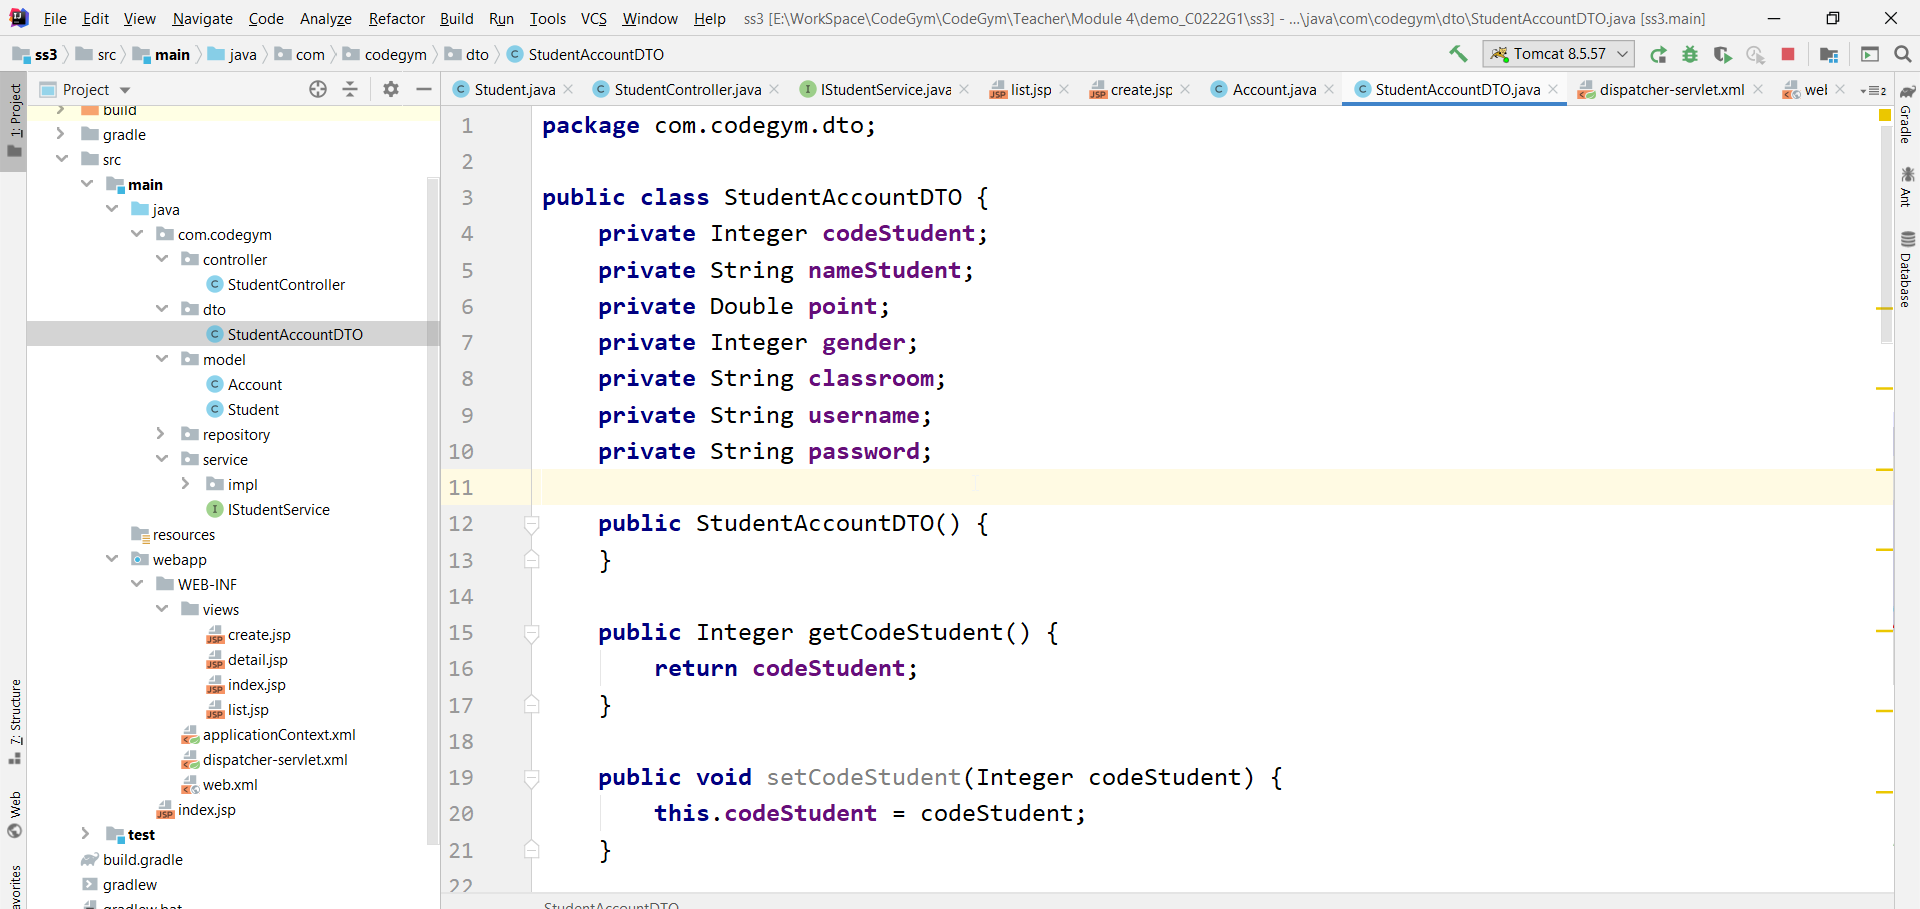 File Edit View Navigate Code Analyze Refactor Build Run Tools VCS Window Help ss3 [E:\WorkSpace\CodeGym\CodeGym\Teacher\Module 4\demo_C0222G1\ss3] - ...\java\com\codegym\dto\StudentAccountDTO.java [ss3.main]
ss3 src main java com codegym dto StudentAccountDTO Tomcat 8.5.57
Project
Student.java StudentController.java IStudentService.java list.jsp create.jsp Account.java StudentAccountDTO.java dispatcher-servlet.xml wel 2
1: Project
7: Structure
Web
avorites
build
gradle
src
main
java
com.codegym
controller
StudentController
dto
StudentAccountDTO
model
Account
Student
repository
service
impl
IStudentService
resources
webapp
WEB-INF
views
create.jsp
detail.jsp
index.jsp
list.jsp
applicationContext.xml
dispatcher-servlet.xml
web.xml
index.jsp
test
build.gradle
gradlew
gradlew.bat
1 package com.codegym.dto;
2
3 public class StudentAccountDTO {
4 private Integer codeStudent;
5 private String nameStudent;
6 private Double point;
7 private Integer gender;
8 private String classroom;
9 private String username;
10 private String password;
11
12 public StudentAccountDTO() {
13 }
14
15 public Integer getCodeStudent() {
16 return codeStudent;
17 }
18
19 public void setCodeStudent(Integer codeStudent) {
20 this.codeStudent = codeStudent;
21 }
22
StudentAccountDTO
Gradle
Ant
Database